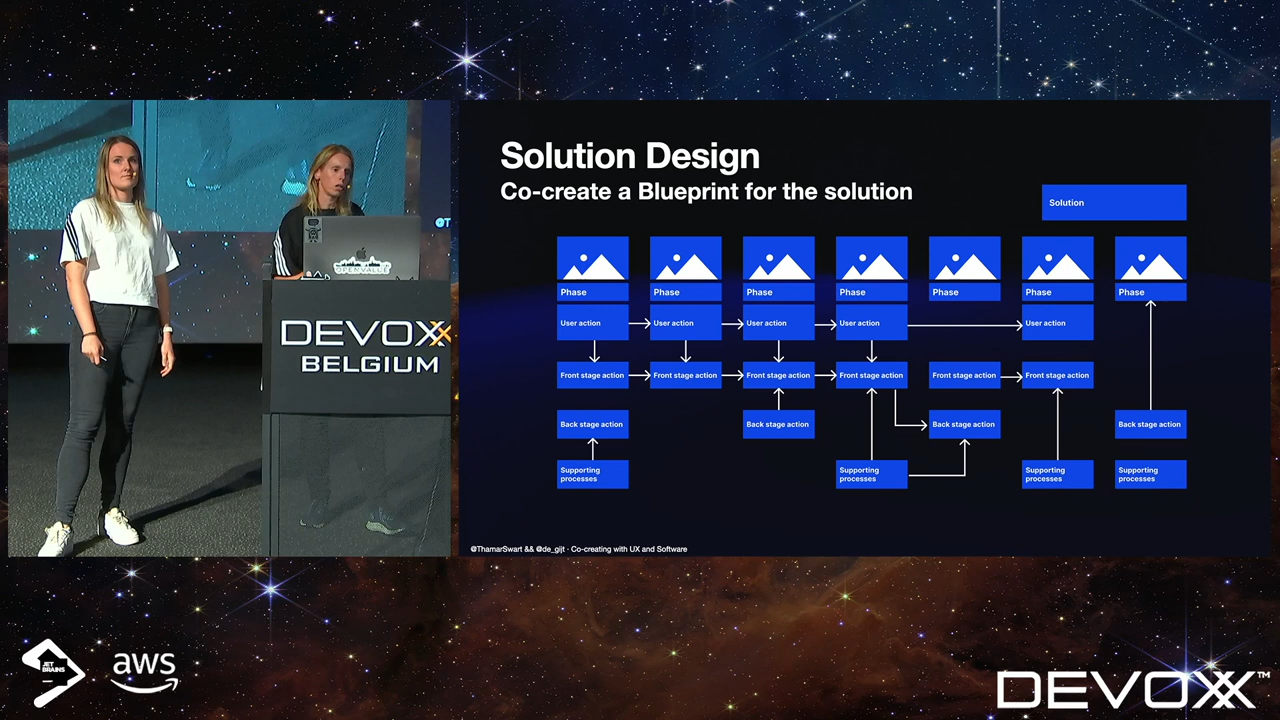 Solution Design
Co-create a Blueprint for the solution
Solution
Phase Phase Phase Phase Phase Phase Phase
User action User action User action User action User action
Front stage action Front stage action Front stage action Front stage action Front stage action Front stage action
Back stage action Back stage action Back stage action Back stage action
Supporting processes Supporting processes Supporting processes Supporting processes
@ThamarSwart && @de_gijt · Co-creating with UX and Software
@T
OPENVALUE
DEVOXX
BELGIUM
JET
BRAINS
aws
DEVOXX™